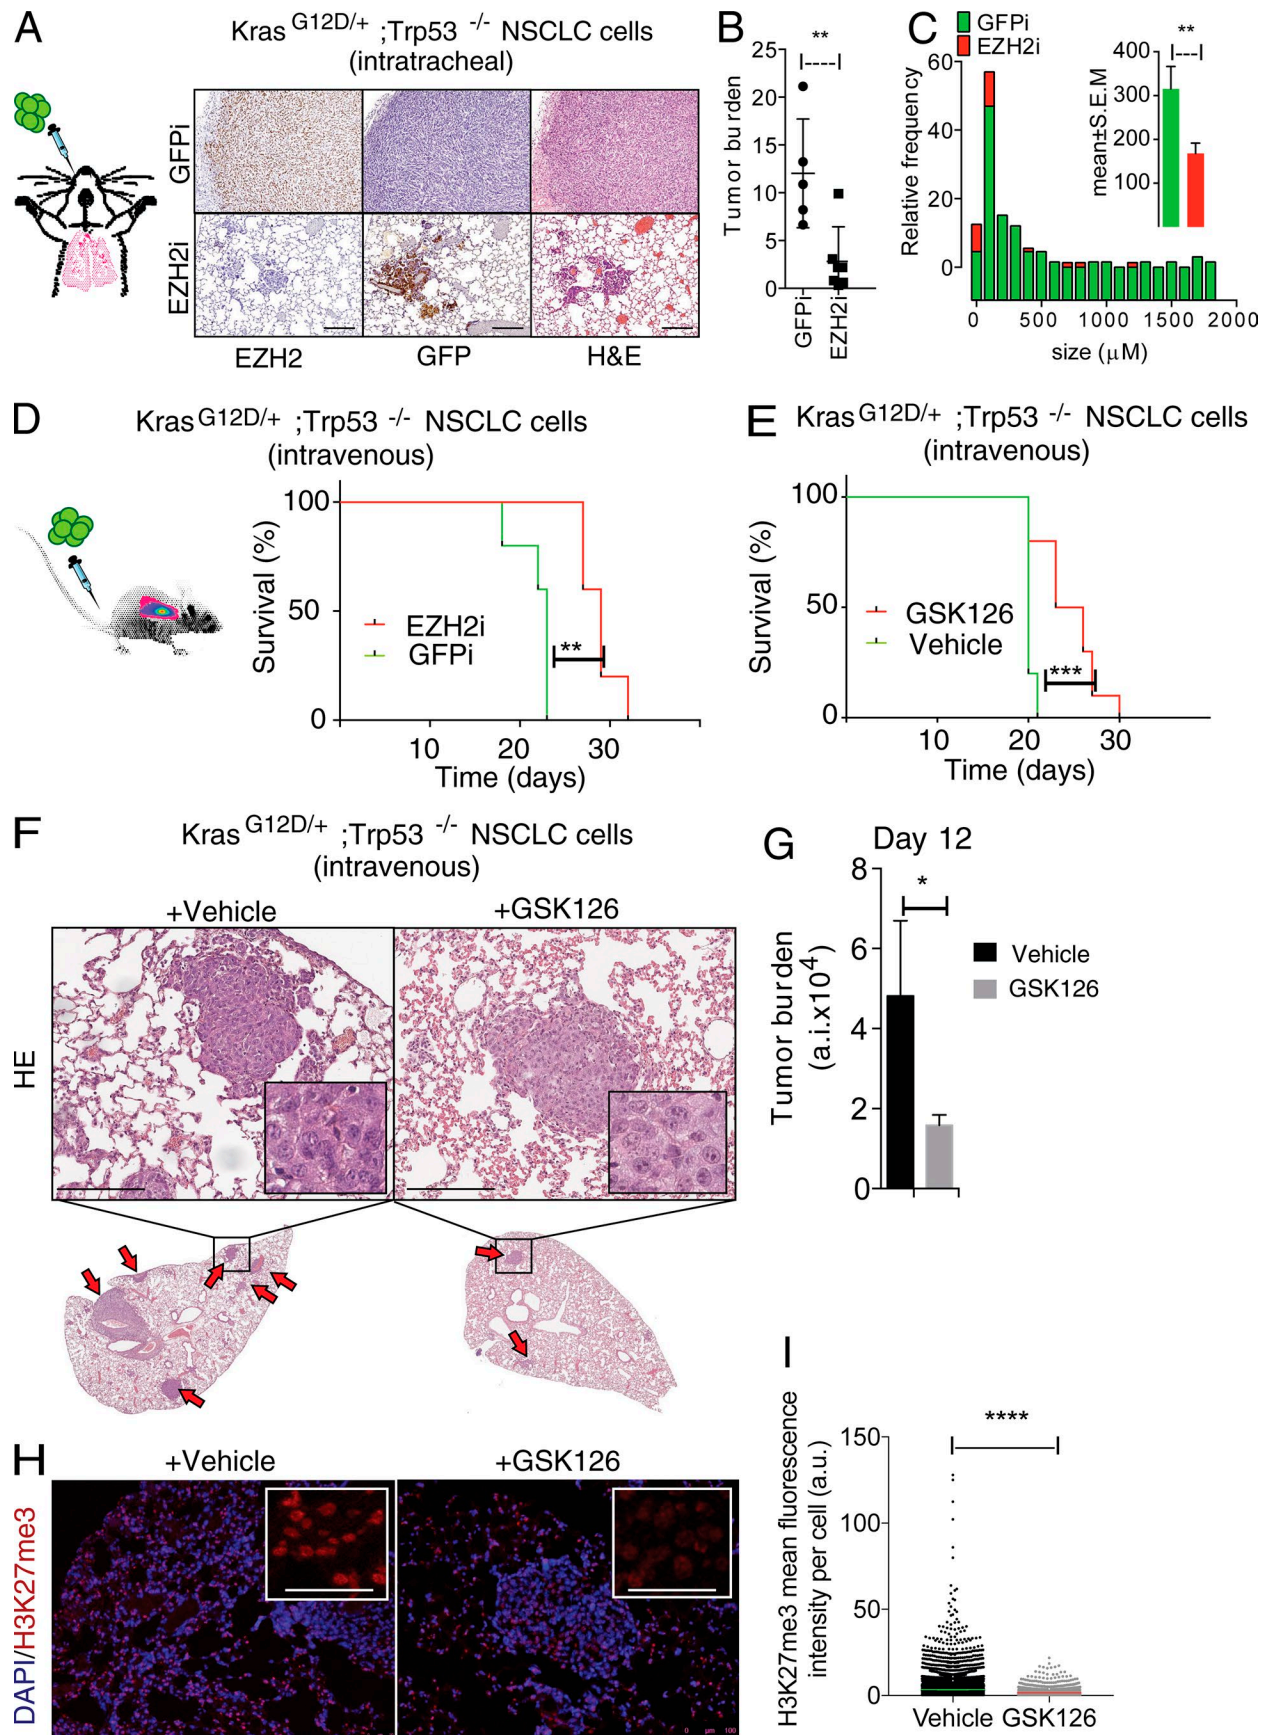 A
Kras G12D/+ ;Trp53 -/- NSCLC cells
(intratracheal)
GFPi
EZH2i
EZH2
GFP
H&E
B
Tumor burden
25
20
15
10
5
0
**
GFPi
EZH2i
C
GFPi
EZH2i
Relative frequency
60
40
20
0
0
500
1000
1500
2000
size (µM)
mean±S.E.M
400
300
200
100
**
D
Kras G12D/+ ;Trp53 -/- NSCLC cells
(intravenous)
Survival (%)
100
50
0
EZH2i
GFPi
**
10
20
30
Time (days)
E
Kras G12D/+ ;Trp53 -/- NSCLC cells
(intravenous)
Survival (%)
100
50
0
GSK126
Vehicle
***
10
20
30
Time (days)
F
Kras G12D/+ ;Trp53 -/- NSCLC cells
(intravenous)
+Vehicle
+GSK126
HE
G
Day 12
Tumor burden
(a.i.x10⁴)
8
6
4
2
0
*
Vehicle
GSK126
H
+Vehicle
+GSK126
DAPI/H3K27me3
0 µm 100
I
H3K27me3 mean fluorescence
intensity per cell (a.u.)
150
100
50
0
****
Vehicle
GSK126